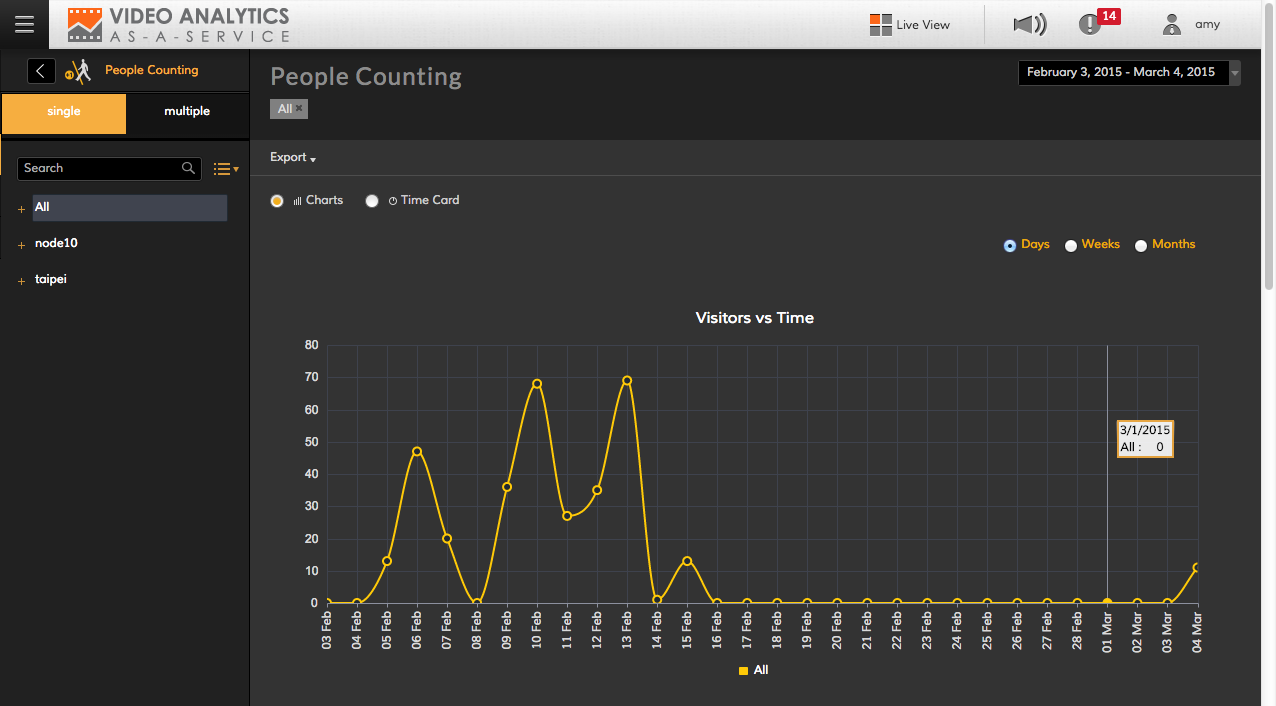 VIDEO ANALYTICS
AS-A-SERVICE
Live View
14
amy
People Counting
single
multiple
Search
All
node10
taipei
People Counting
February 3, 2015 - March 4, 2015
All ×
Export
Charts
Time Card
Days
Weeks
Months
Visitors vs Time
80
70
60
50
40
30
20
10
0
3/1/2015
All : 0
03 Feb
04 Feb
05 Feb
06 Feb
07 Feb
08 Feb
09 Feb
10 Feb
11 Feb
12 Feb
13 Feb
14 Feb
15 Feb
16 Feb
17 Feb
18 Feb
19 Feb
20 Feb
21 Feb
22 Feb
23 Feb
24 Feb
25 Feb
26 Feb
27 Feb
28 Feb
01 Mar
02 Mar
03 Mar
04 Mar
All